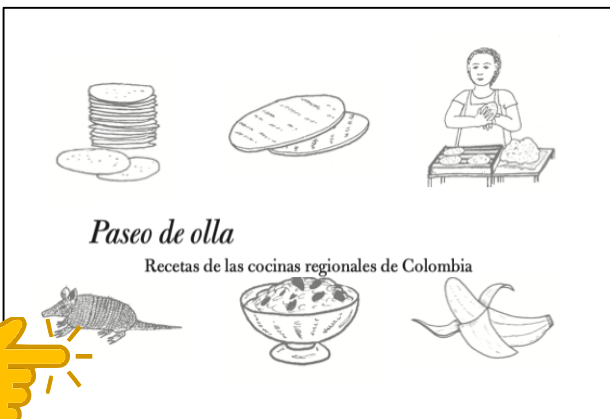 Paseo de olla
Recetas de las cocinas regionales de Colombia